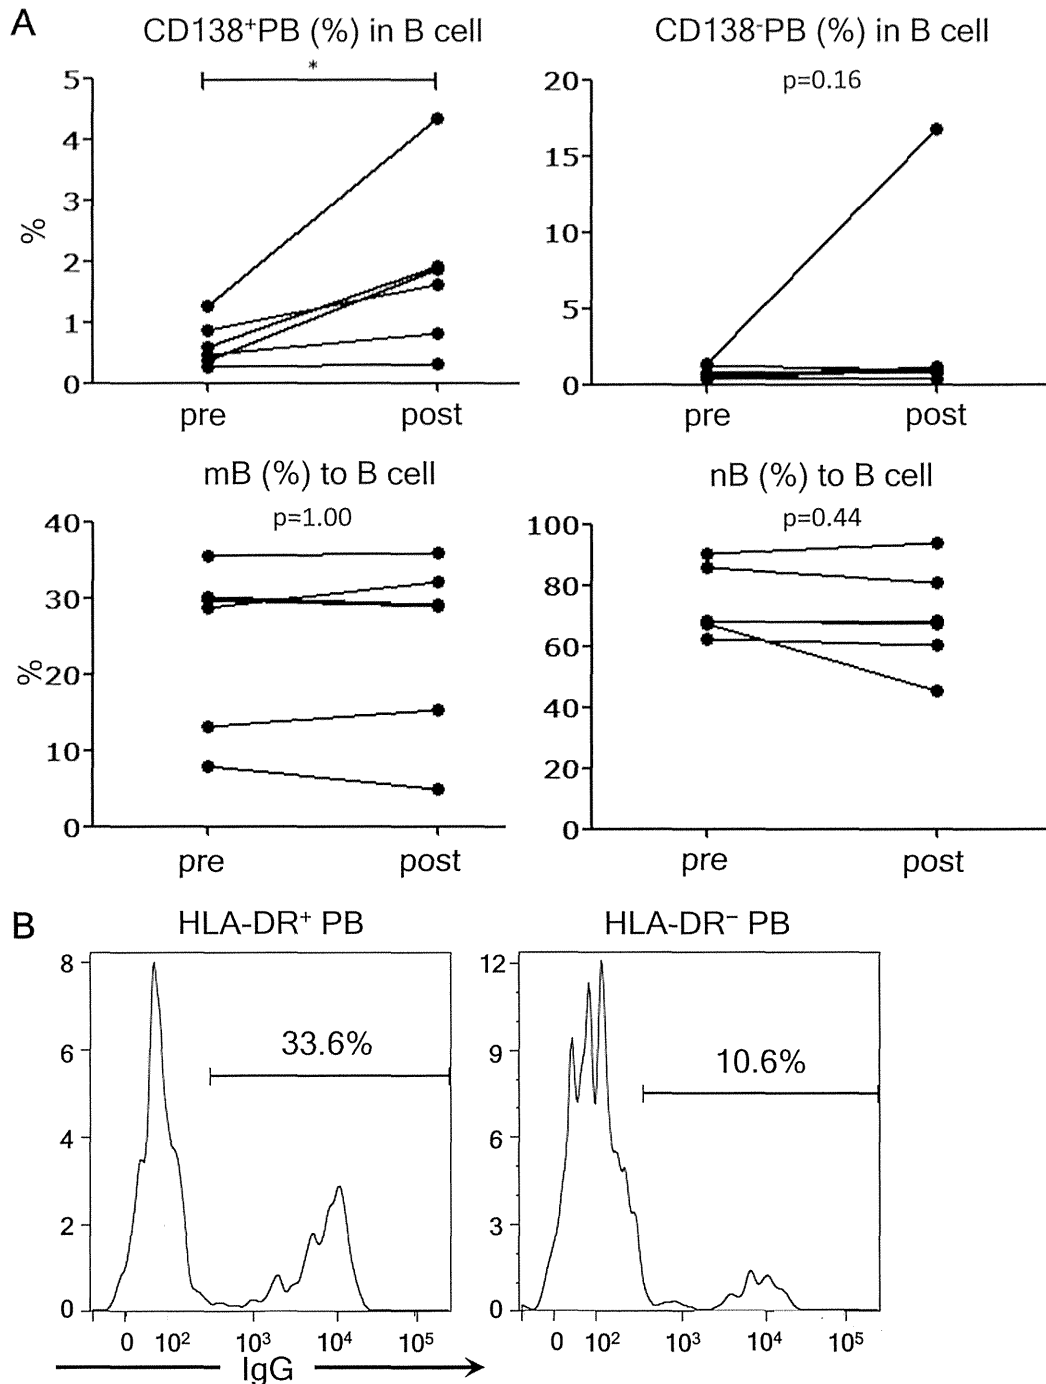 A
CD138⁺PB (%) in B cell
*
5
4
3
2
1
0
%
pre
post
CD138⁻PB (%) in B cell
p=0.16
20
15
10
5
0
pre
post
mB (%) to B cell
p=1.00
40
30
20
10
0
%
pre
post
nB (%) to B cell
p=0.44
100
80
60
40
20
0
pre
post
B
HLA-DR⁺ PB
8
6
4
2
0
33.6%
0 10² 10³ 10⁴ 10⁵
IgG
HLA-DR⁻ PB
12
9
6
3
0
10.6%
0 10² 10³ 10⁴ 10⁵